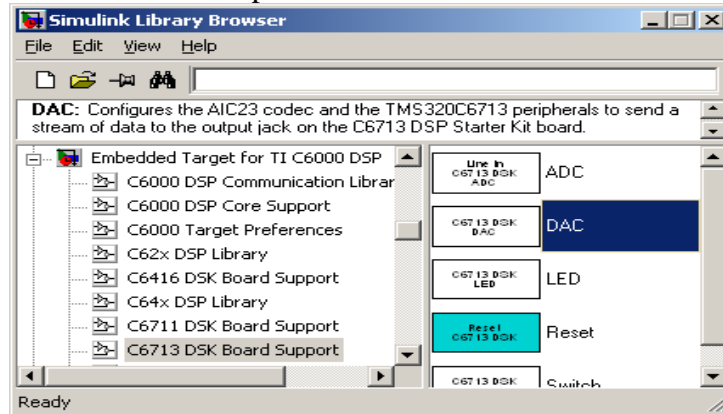 Simulink Library Browser
File Edit View Help
DAC: Configures the AIC23 codec and the TMS320C6713 peripherals to send a
stream of data to the output jack on the C6713 DSP Starter Kit board.
Embedded Target for TI C6000 DSP
C6000 DSP Communication Librar
C6000 DSP Core Support
C6000 Target Preferences
C62x DSP Library
C6416 DSK Board Support
C64x DSP Library
C6711 DSK Board Support
C6713 DSK Board Support
Line In
C6713 DSK
ADC
ADC
C6713 DSK
DAC
DAC
C6713 DSK
LED
LED
Reset
C6713 DSK
Reset
C6713 DSK
Switch
Ready